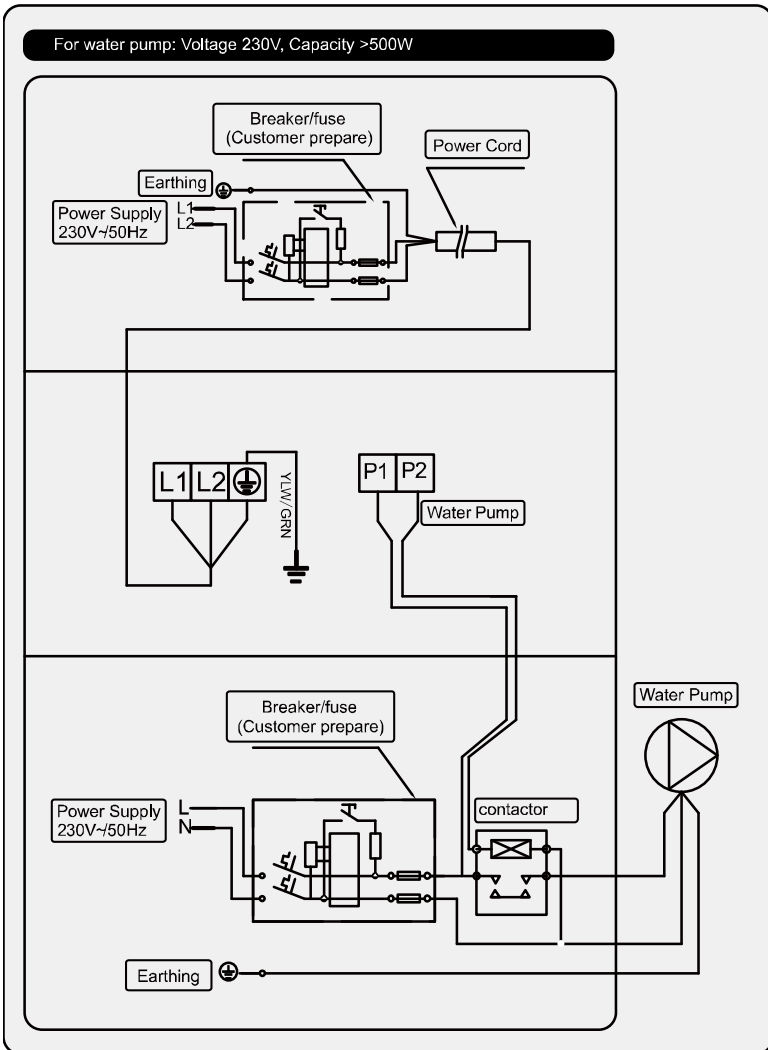 For water pump: Voltage 230V, Capacity >500W
Breaker/fuse
(Customer prepare)
Power Cord
Earthing
Power Supply
230V~/50Hz
L1
L2
L1
L2
YLW/GRN
P1
P2
Water Pump
Water Pump
Breaker/fuse
(Customer prepare)
Power Supply
230V~/50Hz
L
N
contactor
Earthing